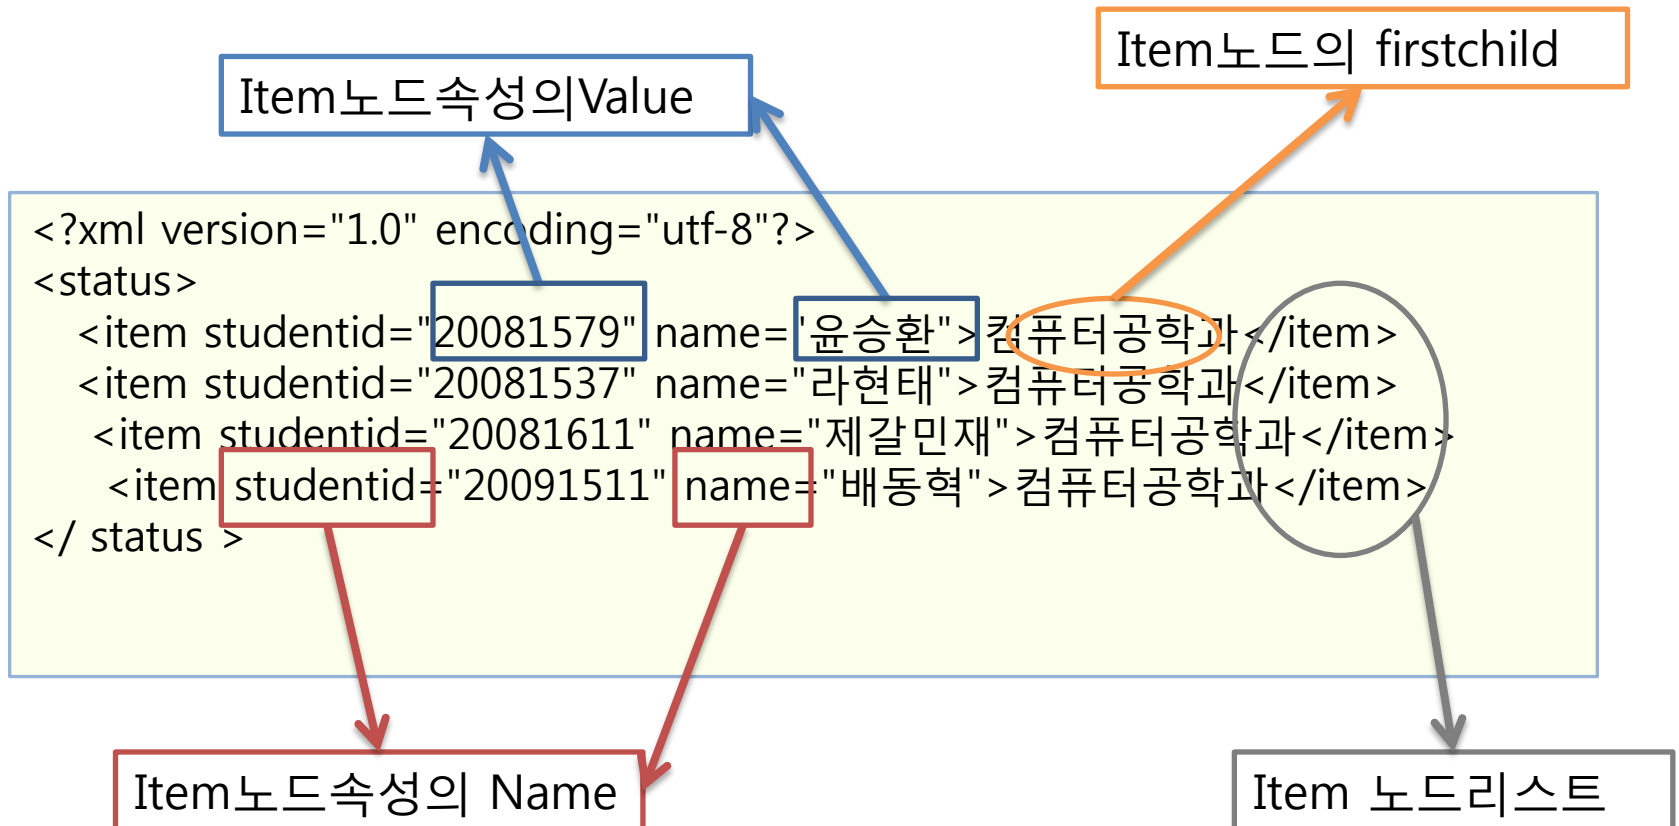 Item노드의 firstchild
Item노드속성의Value
<?xml version="1.0" encoding="utf-8"?>
<status>
<item studentid="20081579" name="윤승환">컴퓨터공학과</item>
<item studentid="20081537" name="라현태">컴퓨터공학과</item>
<item studentid="20081611" name="제갈민재">컴퓨터공학과</item>
<item studentid="20091511" name="배동혁">컴퓨터공학과</item>
</ status >
Item노드속성의 Name
Item 노드리스트